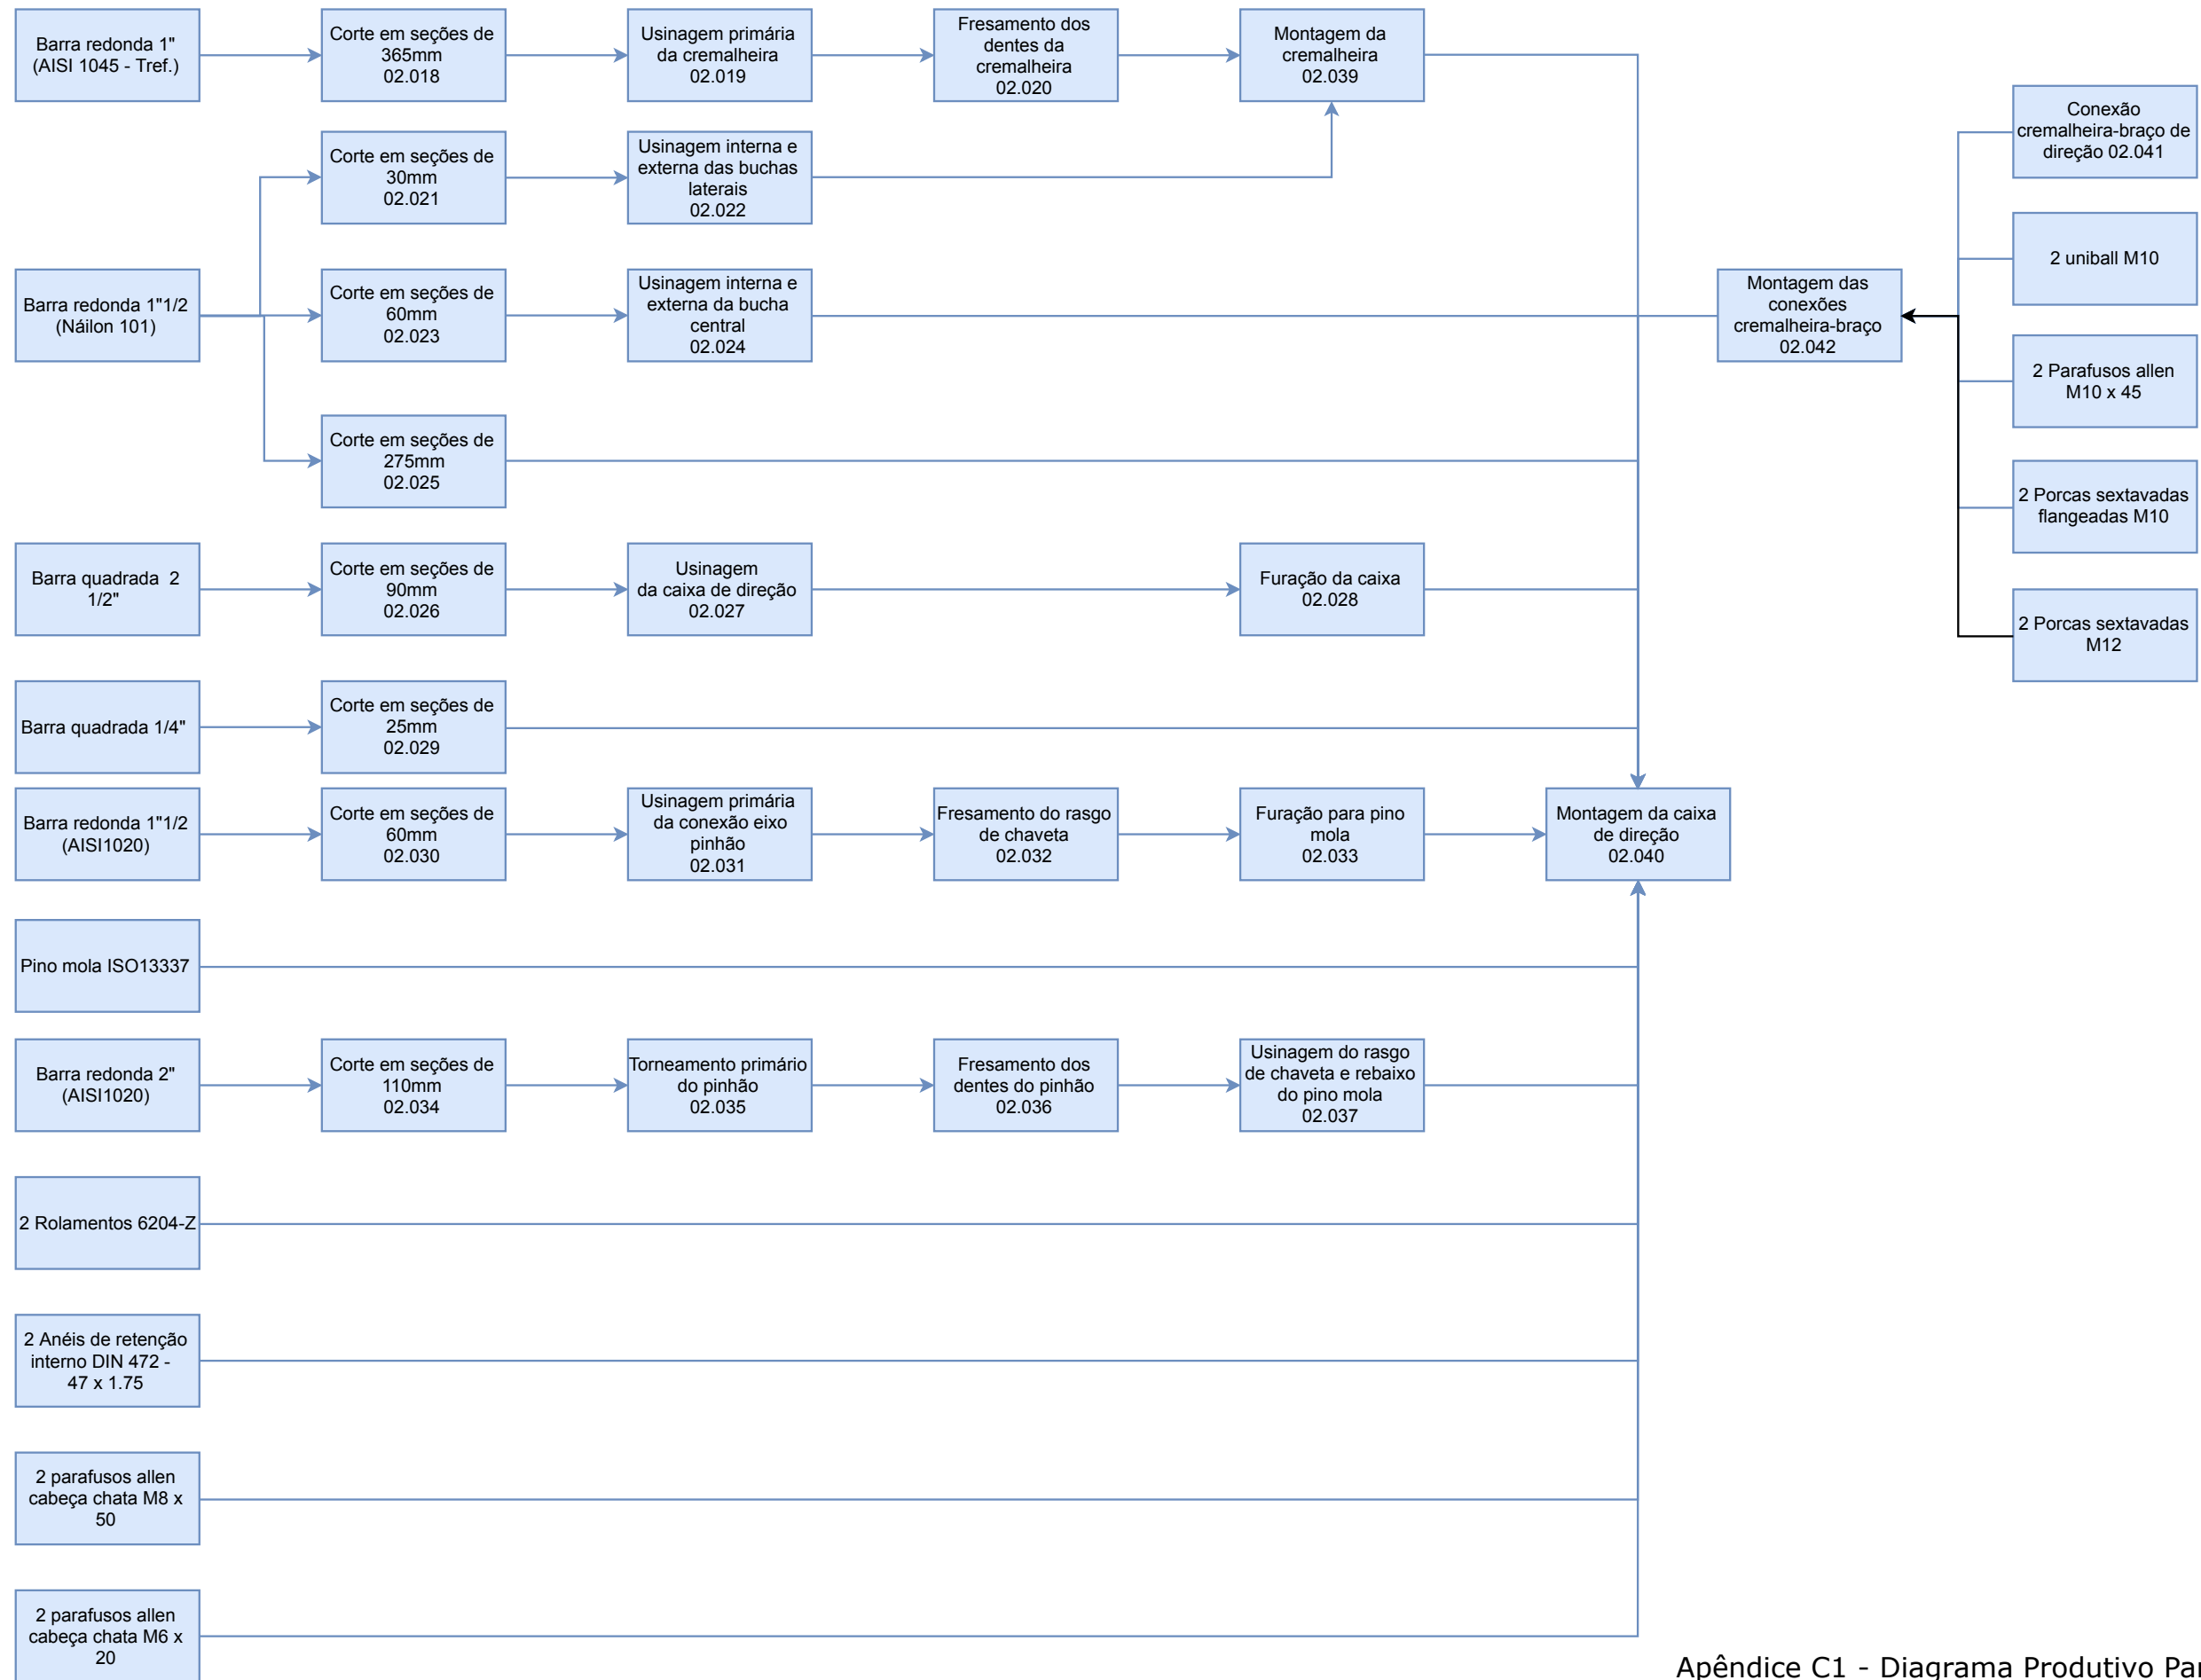 Barra redonda 1"
(AISI 1045 - Tref.)
Corte em seções de
365mm
02.018
Usinagem primária
da cremalheira
02.019
Fresamento dos
dentes da
cremalheira
02.020
Montagem da
cremalheira
02.039
Conexão
cremalheira-braço de
direção 02.041
Corte em seções de
30mm
02.021
Usinagem interna e
externa das buchas
laterais
02.022
2 uniball M10
Barra redonda 1"1/2
(Náilon 101)
Corte em seções de
60mm
02.023
Usinagem interna e
externa da bucha
central
02.024
Montagem das
conexões
cremalheira-braço
02.042
2 Parafusos allen
M10 x 45
Corte em seções de
275mm
02.025
2 Porcas sextavadas
flangeadas M10
Barra quadrada 2
1/2"
Corte em seções de
90mm
02.026
Usinagem
da caixa de direção
02.027
Furação da caixa
02.028
2 Porcas sextavadas
M12
Barra quadrada 1/4"
Corte em seções de
25mm
02.029
Barra redonda 1"1/2
(AISI1020)
Corte em seções de
60mm
02.030
Usinagem primária
da conexão eixo
pinhão
02.031
Fresamento do rasgo
de chaveta
02.032
Furação para pino
mola
02.033
Montagem da caixa
de direção
02.040
Pino mola ISO13337
Barra redonda 2"
(AISI1020)
Corte em seções de
110mm
02.034
Torneamento primário
do pinhão
02.035
Fresamento dos
dentes do pinhão
02.036
Usinagem do rasgo
de chaveta e rebaixo
do pino mola
02.037
2 Rolamentos 6204-Z
2 Anéis de retenção
interno DIN 472 -
47 x 1.75
2 parafusos allen
cabeça chata M8 x
50
2 parafusos allen
cabeça chata M6 x
20
Apêndice C1 - Diagrama Produtivo Par